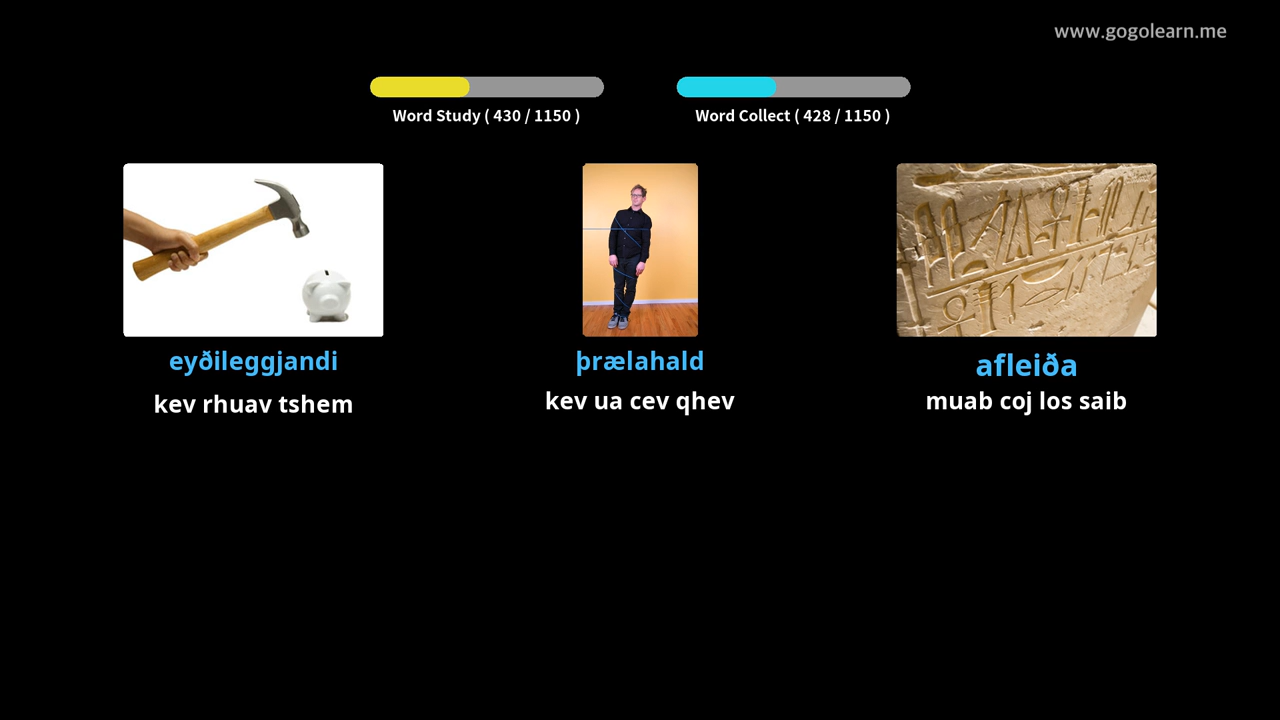 www.gogolearn.me
Word Study ( 430 / 1150 )
Word Collect ( 428 / 1150 )
eyðileggjandi
kev rhuav tshem
þrælahald
kev ua cev qhev
afleiða
muab coj los saib